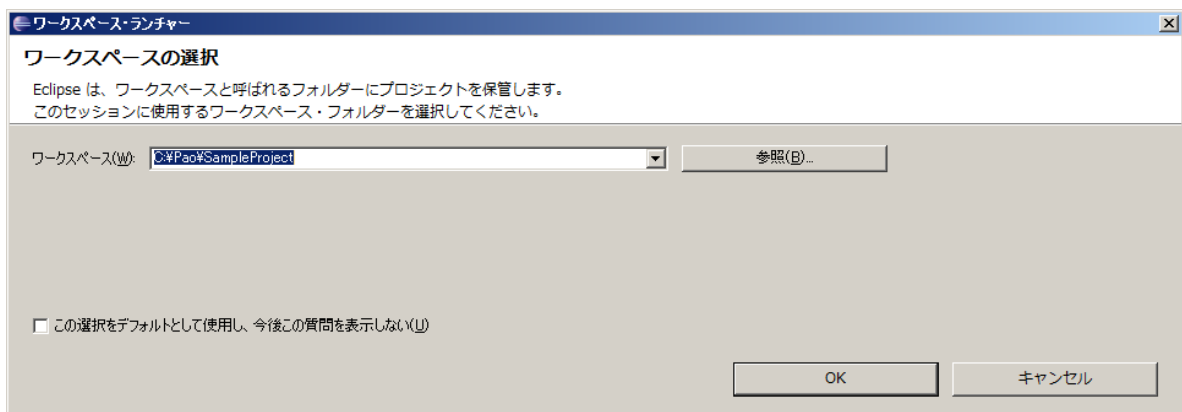 ワークスペース・ランチャー
ワークスペースの選択
Eclipse は、ワークスペースと呼ばれるフォルダーにプロジェクトを保管します。
このセッションに使用するワークスペース・フォルダーを選択してください。
ワークスペース(W): C:¥Pao¥SampleProject 参照(B)...
この選択をデフォルトとして使用し、今後この質問を表示しない(U)
OK キャンセル